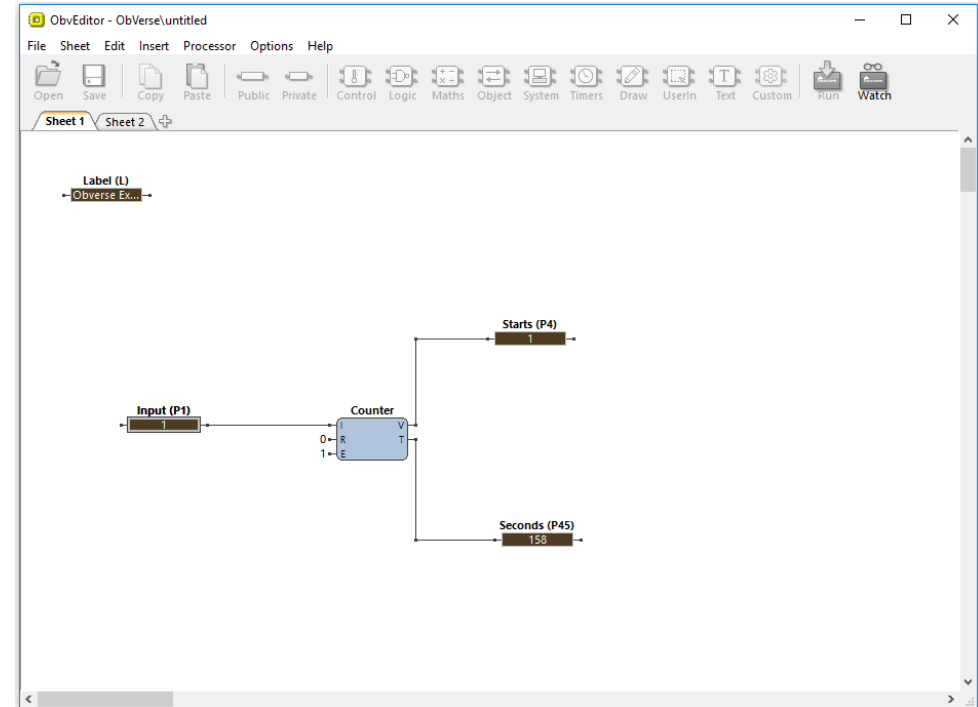 ObvEditor - ObVerse\untitled
File Sheet Edit Insert Processor Options Help
Open Save Copy Paste Public Private Control Logic Maths Object System Timers Draw UserIn Text Custom Run Watch
Sheet 1 Sheet 2
Label (L)
Obverse Ex...
Starts (P4)
1
Input (P1)
1
Counter
I V
0 R T
1 E
Seconds (P45)
158